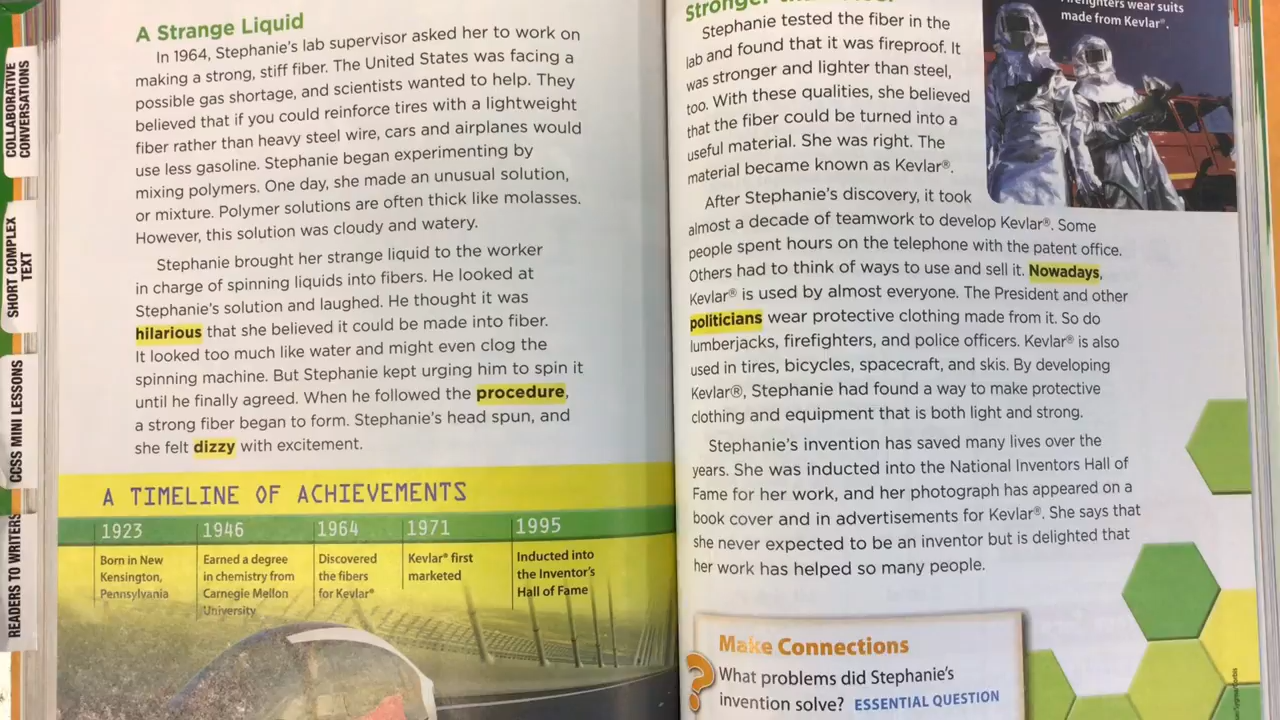 COLLABORATIVE
CONVERSATIONS
SHORT COMPLEX
TEXT
CCSS MINI LESSONS
READERS TO WRITERS
A Strange Liquid
In 1964, Stephanie's lab supervisor asked her to work on
making a strong, stiff fiber. The United States was facing a
possible gas shortage, and scientists wanted to help. They
believed that if you could reinforce tires with a lightweight
fiber rather than heavy steel wire, cars and airplanes would
use less gasoline. Stephanie began experimenting by
mixing polymers. One day, she made an unusual solution,
or mixture. Polymer solutions are often thick like molasses.
However, this solution was cloudy and watery.
Stephanie brought her strange liquid to the worker
in charge of spinning liquids into fibers. He looked at
Stephanie's solution and laughed. He thought it was
hilarious that she believed it could be made into fiber.
It looked too much like water and might even clog the
spinning machine. But Stephanie kept urging him to spin it
until he finally agreed. When he followed the procedure,
a strong fiber began to form. Stephanie's head spun, and
she felt dizzy with excitement.
A TIMELINE OF ACHIEVEMENTS
1923
Born in New
Kensington,
Pennsylvania
1946
Earned a degree
in chemistry from
Carnegie Mellon
University
1964
Discovered
the fibers
for Kevlar®
1971
Kevlar® first
marketed
1995
Inducted into
the Inventor's
Hall of Fame
Stronger
Stephanie tested the fiber in the
lab and found that it was fireproof. It
was stronger and lighter than steel,
too. With these qualities, she believed
that the fiber could be turned into a
useful material. She was right. The
material became known as Kevlar®.
After Stephanie's discovery, it took
almost a decade of teamwork to develop Kevlar®. Some
people spent hours on the telephone with the patent office.
Others had to think of ways to use and sell it. Nowadays,
Kevlar® is used by almost everyone. The President and other
politicians wear protective clothing made from it. So do
lumberjacks, firefighters, and police officers. Kevlar® is also
used in tires, bicycles, spacecraft, and skis. By developing
Kevlar®, Stephanie had found a way to make protective
clothing and equipment that is both light and strong.
Stephanie's invention has saved many lives over the
years. She was inducted into the National Inventors Hall of
Fame for her work, and her photograph has appeared on a
book cover and in advertisements for Kevlar®. She says that
she never expected to be an inventor but is delighted that
her work has helped so many people.
Firefighters wear suits
made from Kevlar®.
Make Connections
? What problems did Stephanie's
invention solve? ESSENTIAL QUESTION